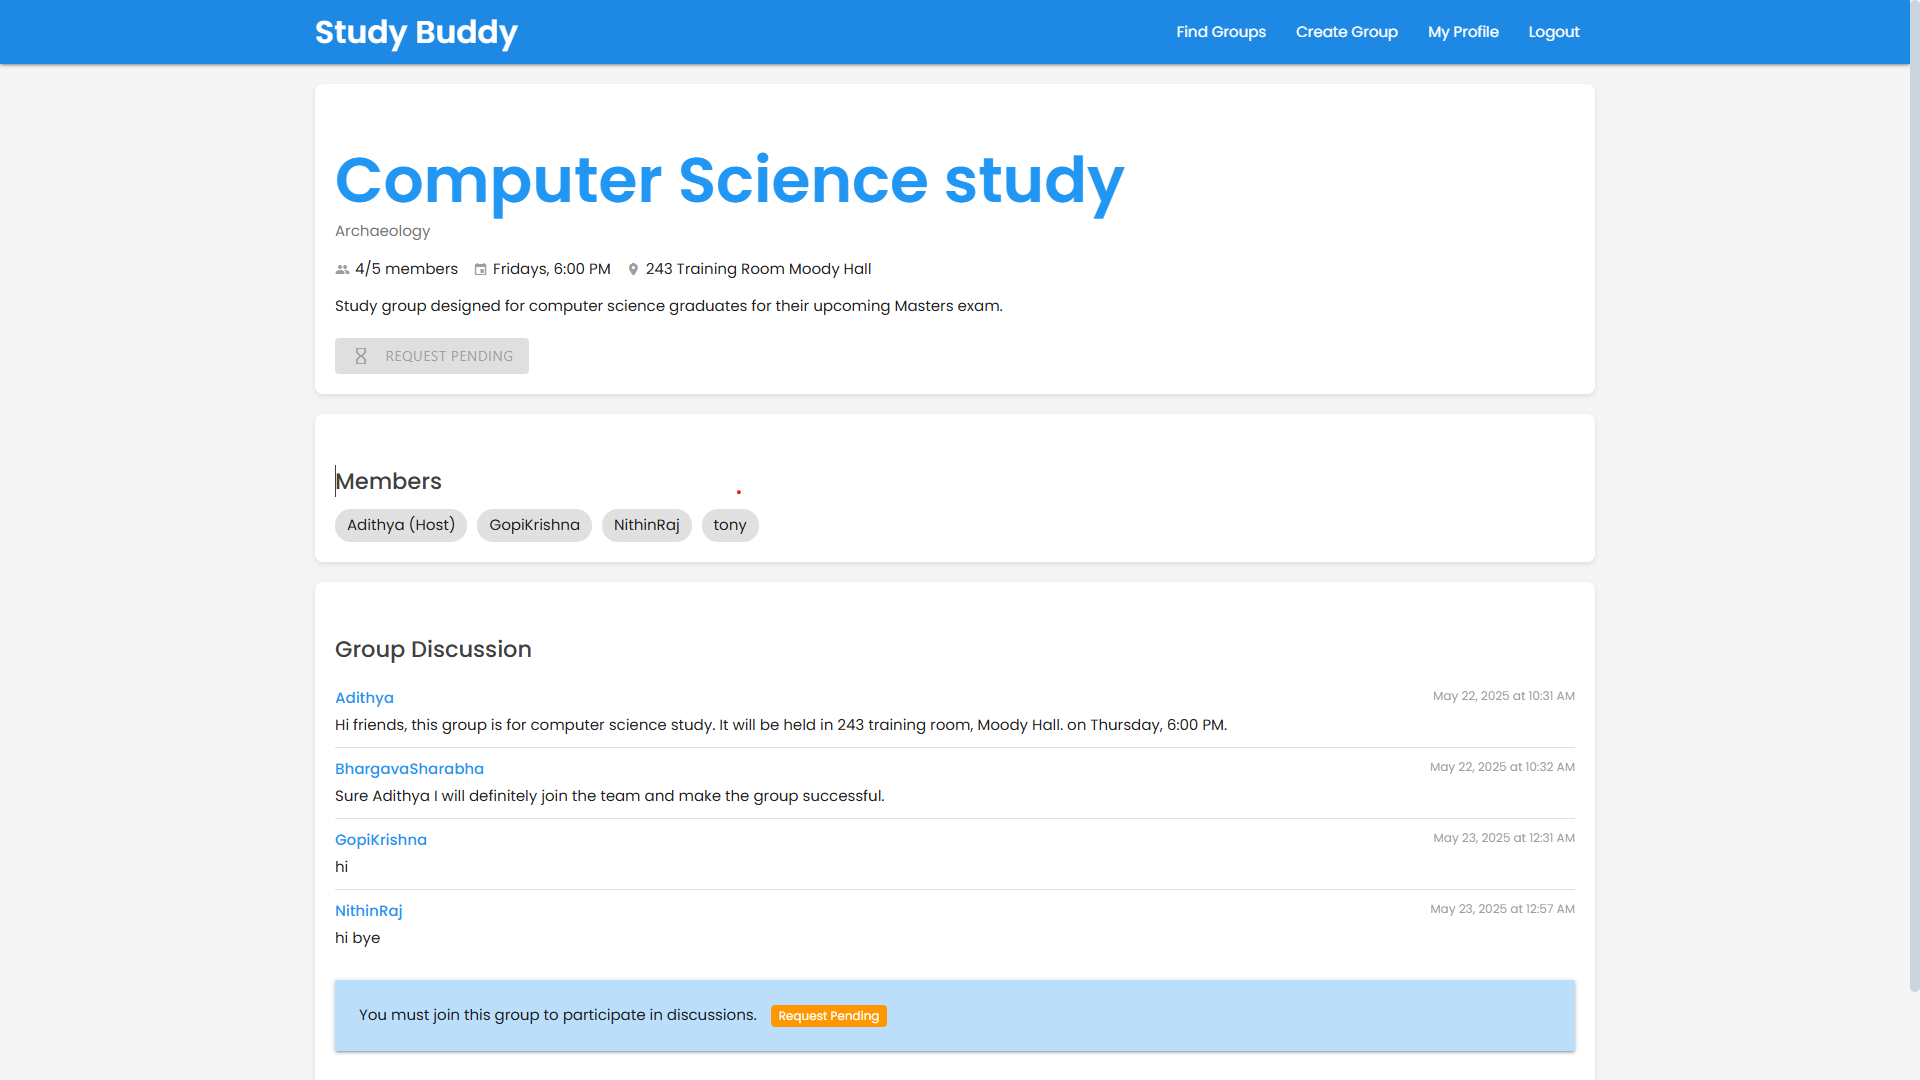 Study Buddy
Find Groups Create Group My Profile Logout
Computer Science study
Archaeology
4/5 members Fridays, 6:00 PM 243 Training Room Moody Hall
Study group designed for computer science graduates for their upcoming Masters exam.
REQUEST PENDING
Members
Adithya (Host) GopiKrishna NithinRaj tony
Group Discussion
Adithya May 22, 2025 at 10:31 AM
Hi friends, this group is for computer science study. It will be held in 243 training room, Moody Hall. on Thursday, 6:00 PM.
BhargavaSharabha May 22, 2025 at 10:32 AM
Sure Adithya I will definitely join the team and make the group successful.
GopiKrishna May 23, 2025 at 12:31 AM
hi
NithinRaj May 23, 2025 at 12:57 AM
hi bye
You must join this group to participate in discussions. Request Pending